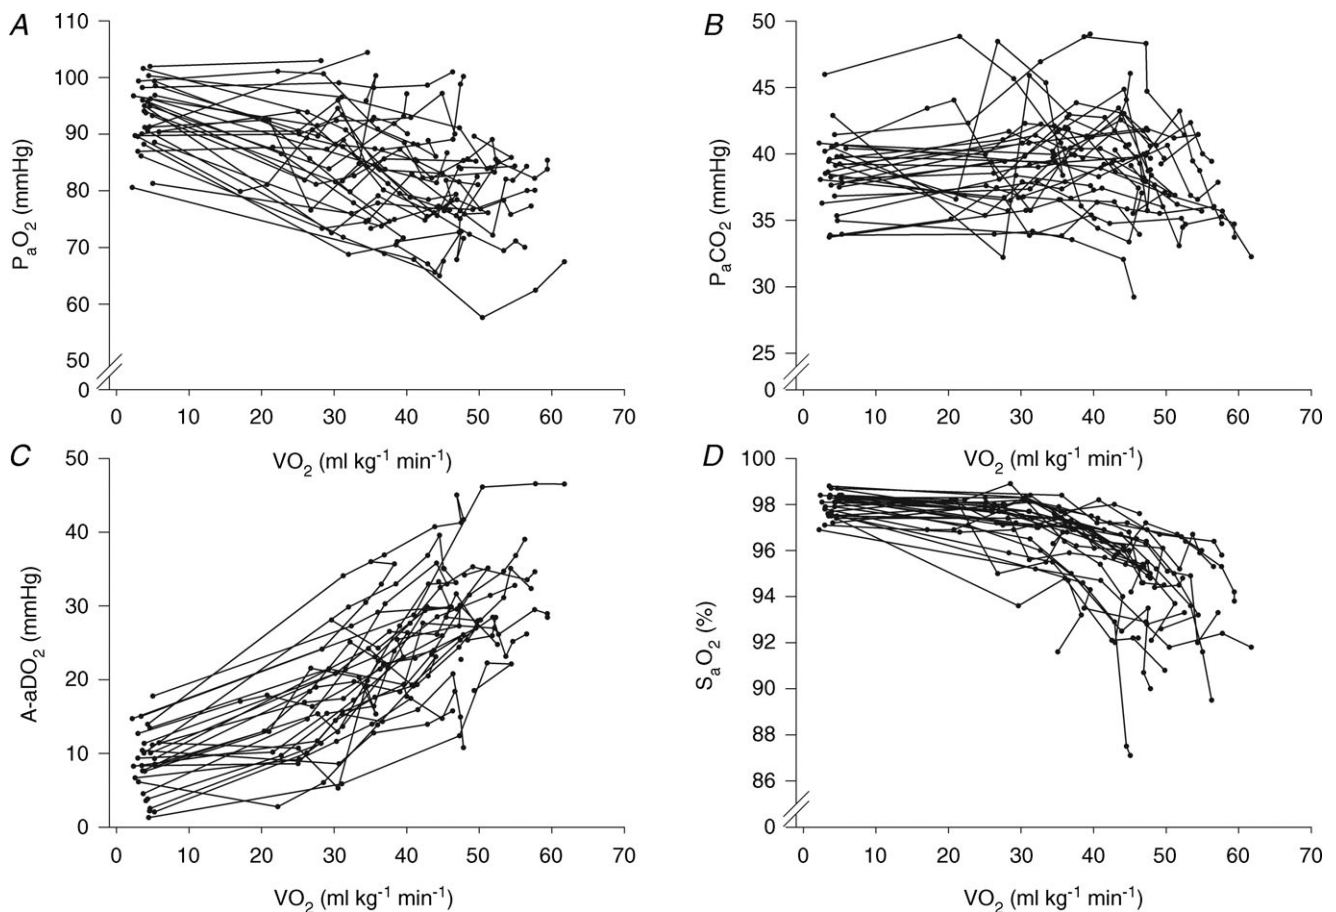 A
B
110
100
90
80
70
60
50
0
PaO2 (mmHg)
0 10 20 30 40 50 60 70
VO2 (ml kg-1 min-1)
50
45
40
35
30
25
0
PaCO2 (mmHg)
0 10 20 30 40 50 60 70
VO2 (ml kg-1 min-1)
C
D
50
40
30
20
10
0
A-aDO2 (mmHg)
0 10 20 30 40 50 60 70
VO2 (ml kg-1 min-1)
100
98
96
94
92
90
88
86
0
SaO2 (%)
0 10 20 30 40 50 60 70
VO2 (ml kg-1 min-1)